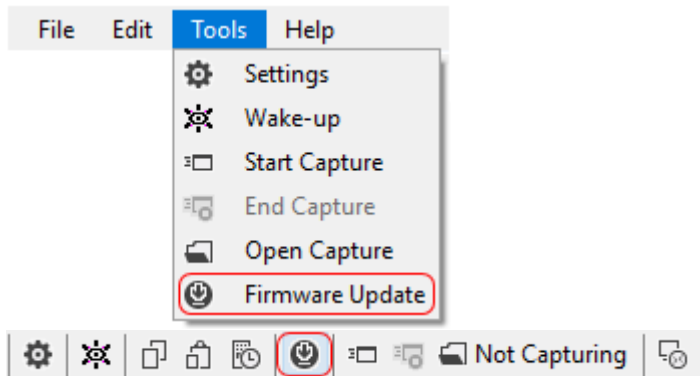 File Edit Tools Help
Settings
Wake-up
Start Capture
End Capture
Open Capture
Firmware Update
Not Capturing